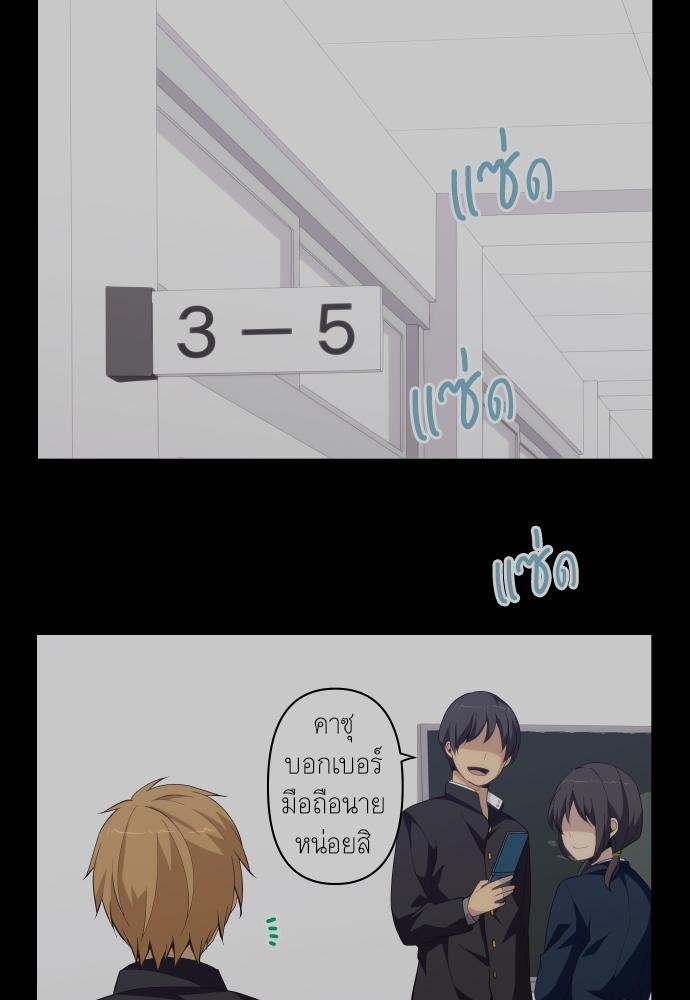 แซ่ด
3 — 5
แซ่ด
แซ่ด
คาซุ
บอกเบอร์
มือถือนาย
หน่อยสิ